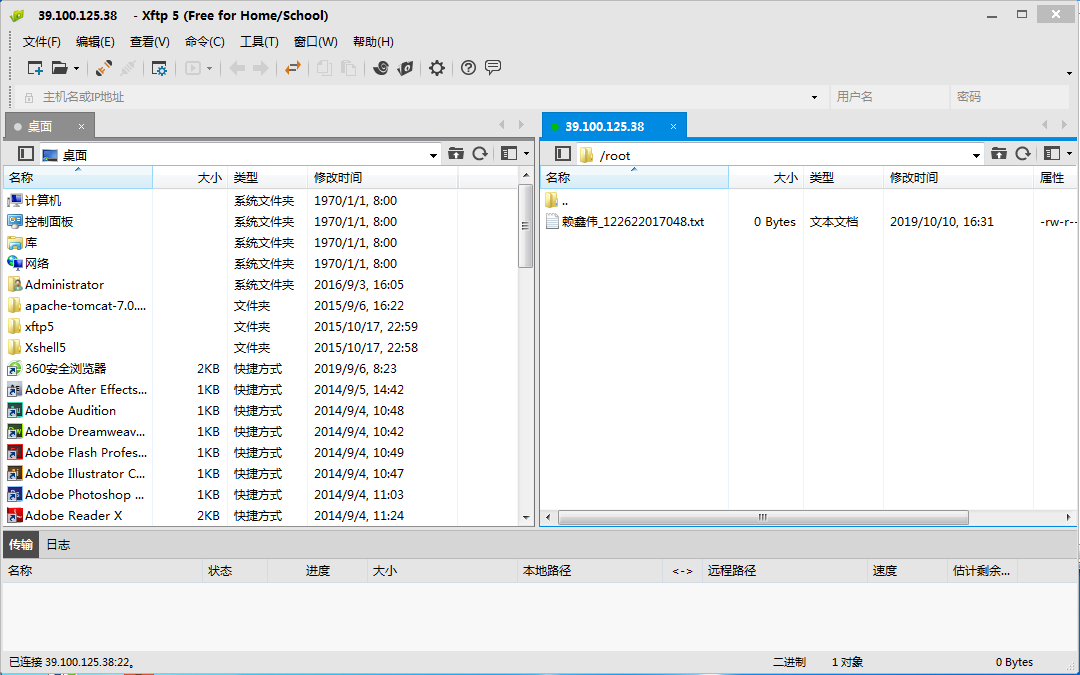 39.100.125.38 - Xftp 5 (Free for Home/School)
文件(F) 编辑(E) 查看(V) 命令(C) 工具(T) 窗口(W) 帮助(H)
主机名或IP地址 用户名 密码
桌面 × 39.100.125.38 ×
桌面 /root
名称 大小 类型 修改时间 名称 大小 类型 修改时间 属性
计算机 系统文件夹 1970/1/1, 8:00 ..
控制面板 系统文件夹 1970/1/1, 8:00 赖鑫伟_122622017048.txt 0 Bytes 文本文档 2019/10/10, 16:31 -rw-r--
库 系统文件夹 1970/1/1, 8:00
网络 系统文件夹 1970/1/1, 8:00
Administrator 系统文件夹 2016/9/3, 16:05
apache-tomcat-7.0.... 文件夹 2015/9/6, 16:22
xftp5 文件夹 2015/10/17, 22:59
Xshell5 文件夹 2015/10/17, 22:58
360安全浏览器 2KB 快捷方式 2019/9/6, 8:23
Adobe After Effects... 1KB 快捷方式 2014/9/5, 14:42
Adobe Audition 1KB 快捷方式 2014/9/4, 10:48
Adobe Dreamweav... 1KB 快捷方式 2014/9/4, 10:42
Adobe Flash Profes... 1KB 快捷方式 2014/9/4, 10:49
Adobe Illustrator C... 1KB 快捷方式 2014/9/4, 10:47
Adobe Photoshop ... 1KB 快捷方式 2014/9/4, 11:03
Adobe Reader X 2KB 快捷方式 2014/9/4, 11:24
传输 日志
名称 状态 进度 大小 本地路径 <-> 远程路径 速度 估计剩余...
已连接 39.100.125.38:22。 二进制 1 对象 0 Bytes